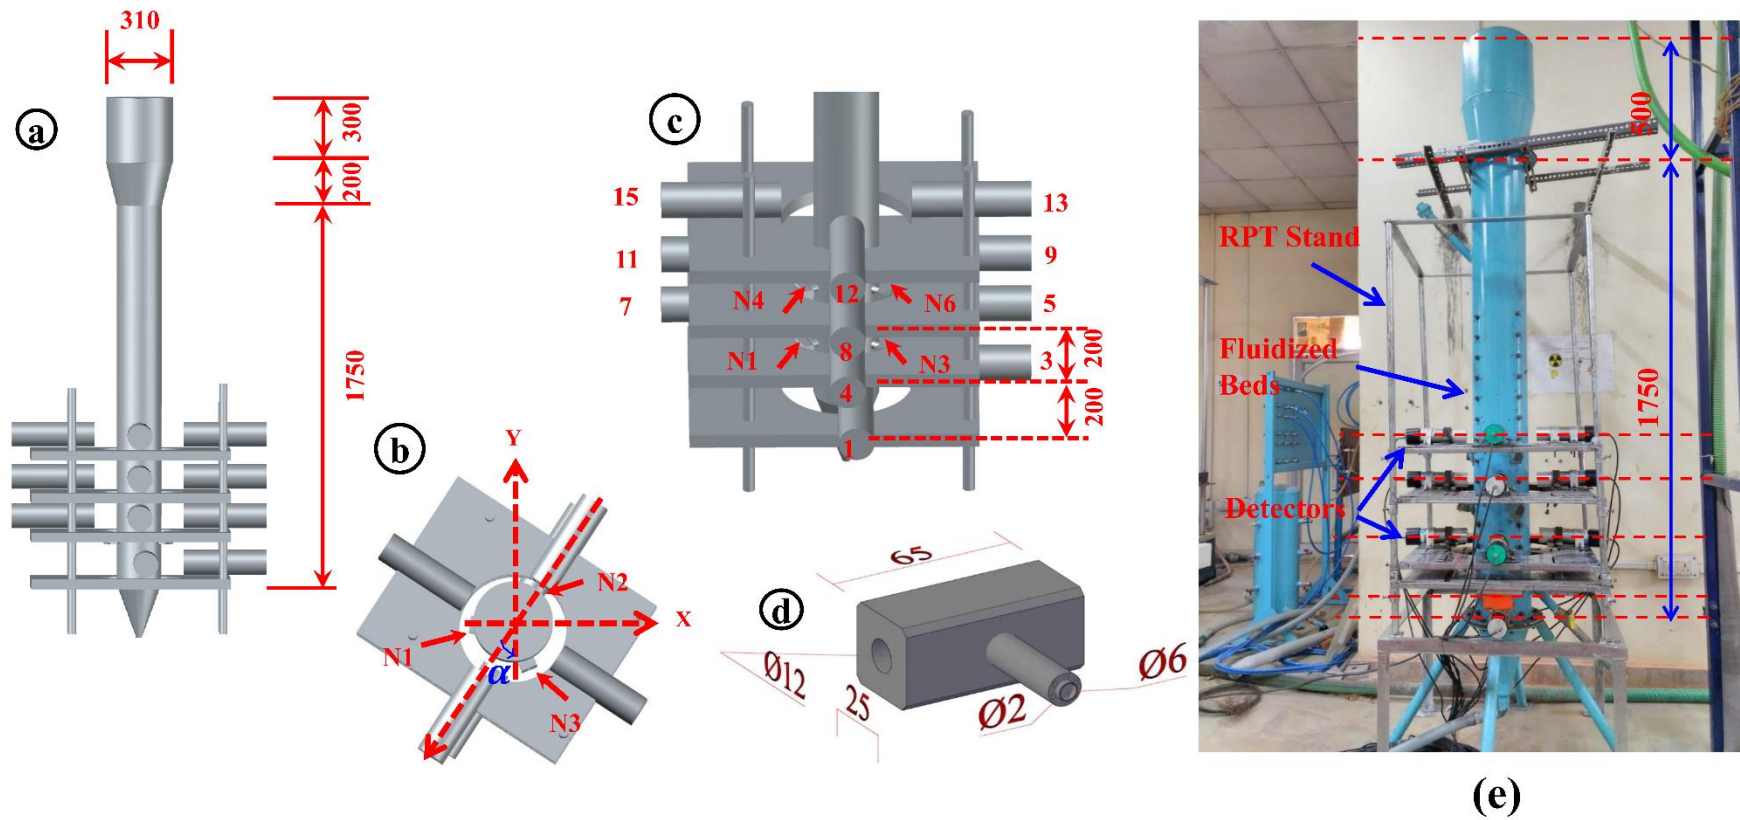 a
310
300
200
1750
b
Y
X
N2
N1
N3
α
c
15
13
11
9
7
5
3
N4
12
N6
N1
8
N3
4
1
200
200
d
65
Ø12
25
Ø2
Ø6
RPT Stand
Fluidized
Beds
Detectors
500
1750
(e)